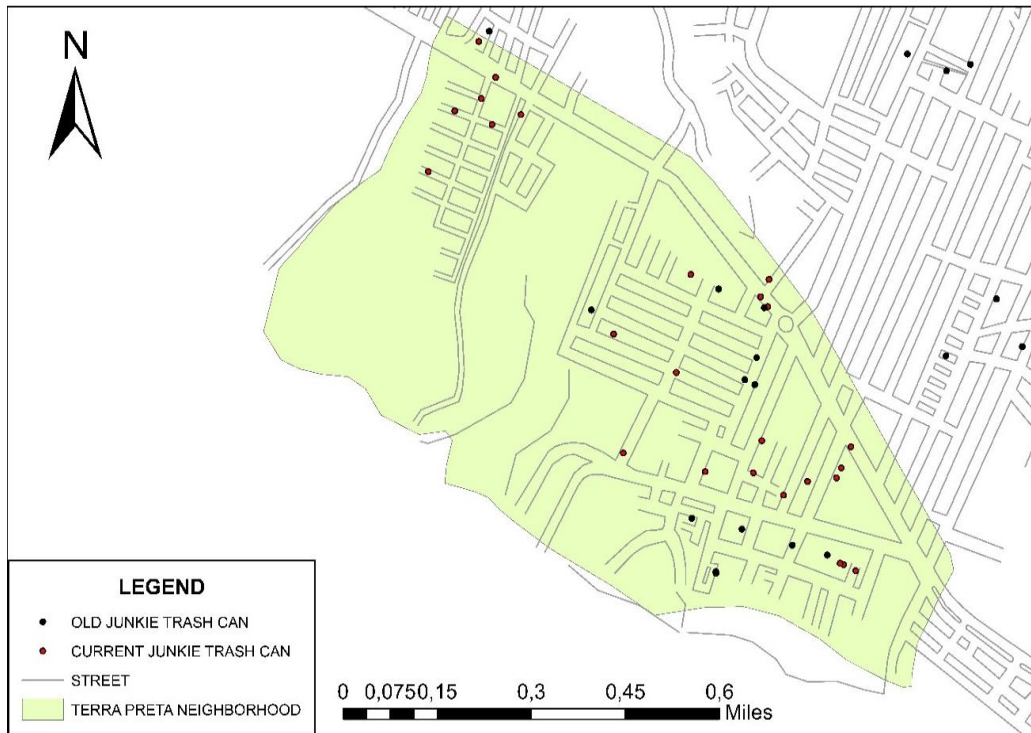 N
LEGEND
OLD JUNKIE TRASH CAN
CURRENT JUNKIE TRASH CAN
STREET
TERRA PRETA NEIGHBORHOOD
0 0,0750,15 0,3 0,45 0,6
Miles